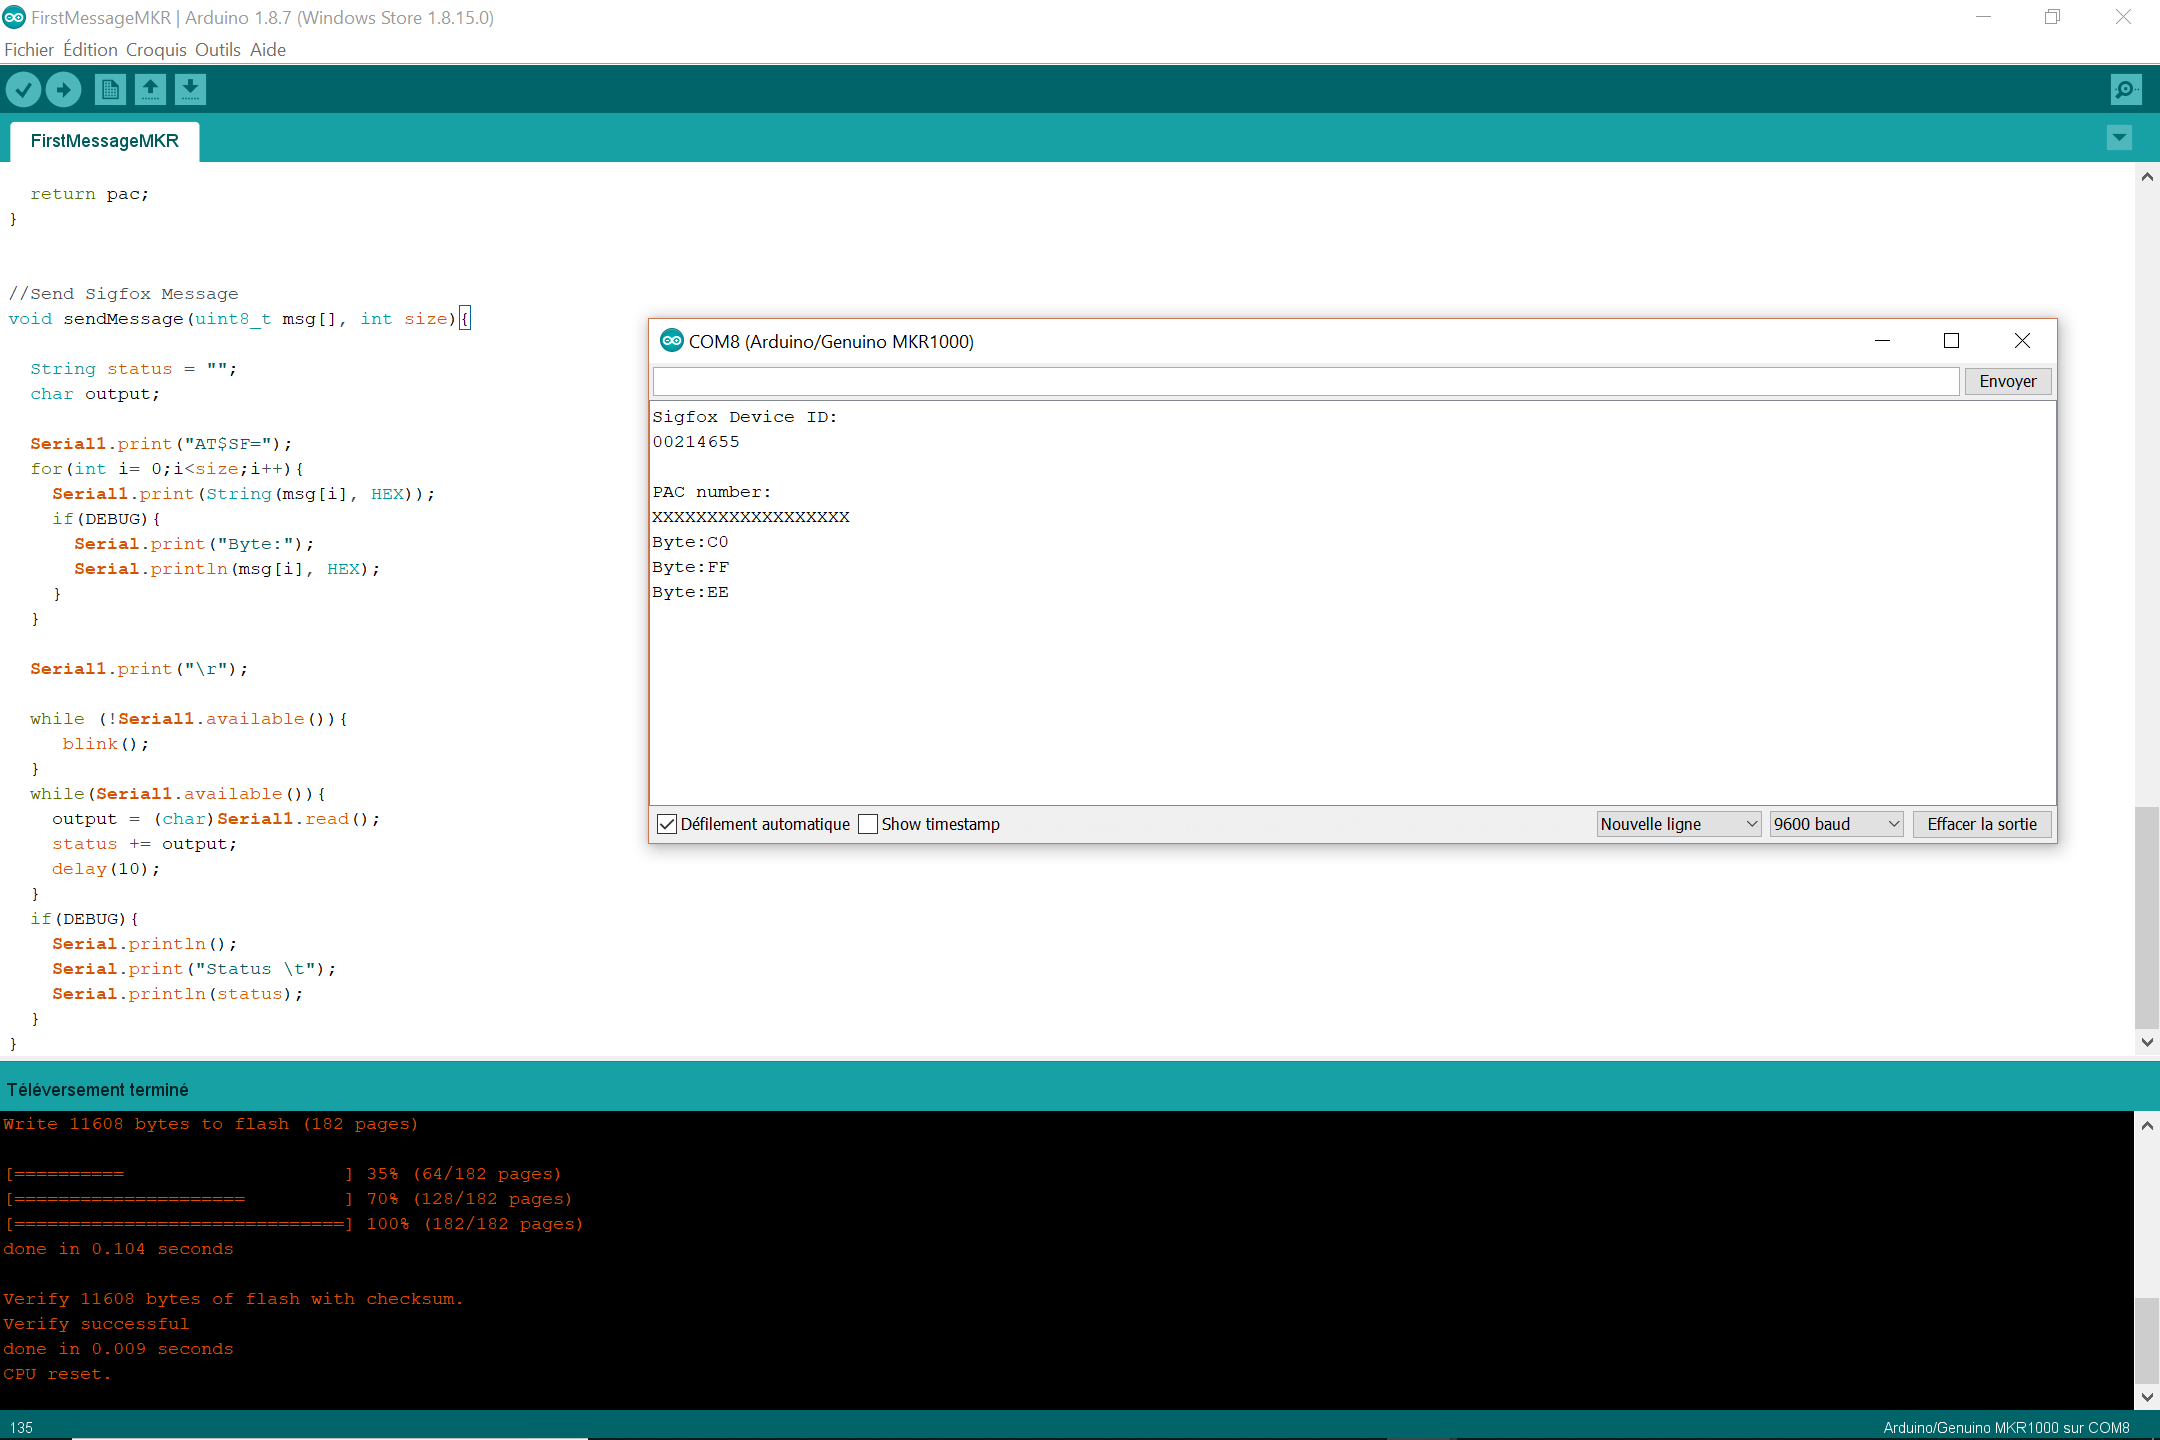 FirstMessageMKR | Arduino 1.8.7 (Windows Store 1.8.15.0)
Fichier Édition Croquis Outils Aide
FirstMessageMKR
return pac;
}
//Send Sigfox Message
void sendMessage(uint8_t msg[], int size){
String status = "";
char output;
Serial1.print("AT$SF=");
for(int i= 0;i<size;i++){
Serial1.print(String(msg[i], HEX));
if(DEBUG){
Serial.print("Byte:");
Serial.println(msg[i], HEX);
}
}
Serial1.print("\r");
while (!Serial1.available()){
blink();
}
while(Serial1.available()){
output = (char)Serial1.read();
status += output;
delay(10);
}
if(DEBUG){
Serial.println();
Serial.print("Status \t");
Serial.println(status);
}
}
COM8 (Arduino/Genuino MKR1000)
Envoyer
Sigfox Device ID:
00214655
PAC number:
XXXXXXXXXXXXXXXXXX
Byte:C0
Byte:FF
Byte:EE
Défilement automatique Show timestamp Nouvelle ligne 9600 baud Effacer la sortie
Téléversement terminé
Write 11608 bytes to flash (182 pages)
[==========                    ] 35% (64/182 pages)
[=====================         ] 70% (128/182 pages)
[==============================] 100% (182/182 pages)
done in 0.104 seconds
Verify 11608 bytes of flash with checksum.
Verify successful
done in 0.009 seconds
CPU reset.
135 Arduino/Genuino MKR1000 sur COM8